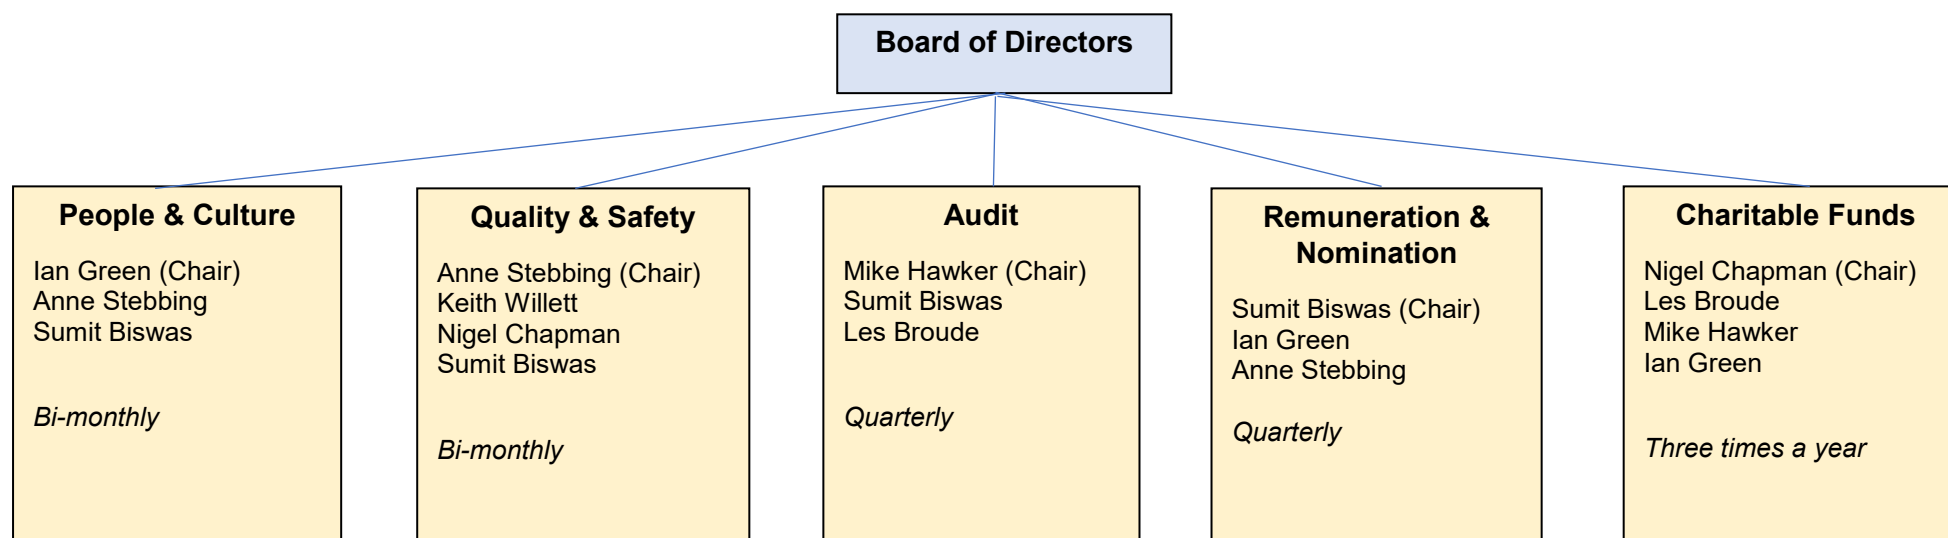 Board of Directors
People & Culture
Ian Green (Chair)
Anne Stebbing
Sumit Biswas
Bi-monthly
Quality & Safety
Anne Stebbing (Chair)
Keith Willett
Nigel Chapman
Sumit Biswas
Bi-monthly
Audit
Mike Hawker (Chair)
Sumit Biswas
Les Broude
Quarterly
Remuneration &
Nomination
Sumit Biswas (Chair)
Ian Green
Anne Stebbing
Quarterly
Charitable Funds
Nigel Chapman (Chair)
Les Broude
Mike Hawker
Ian Green
Three times a year